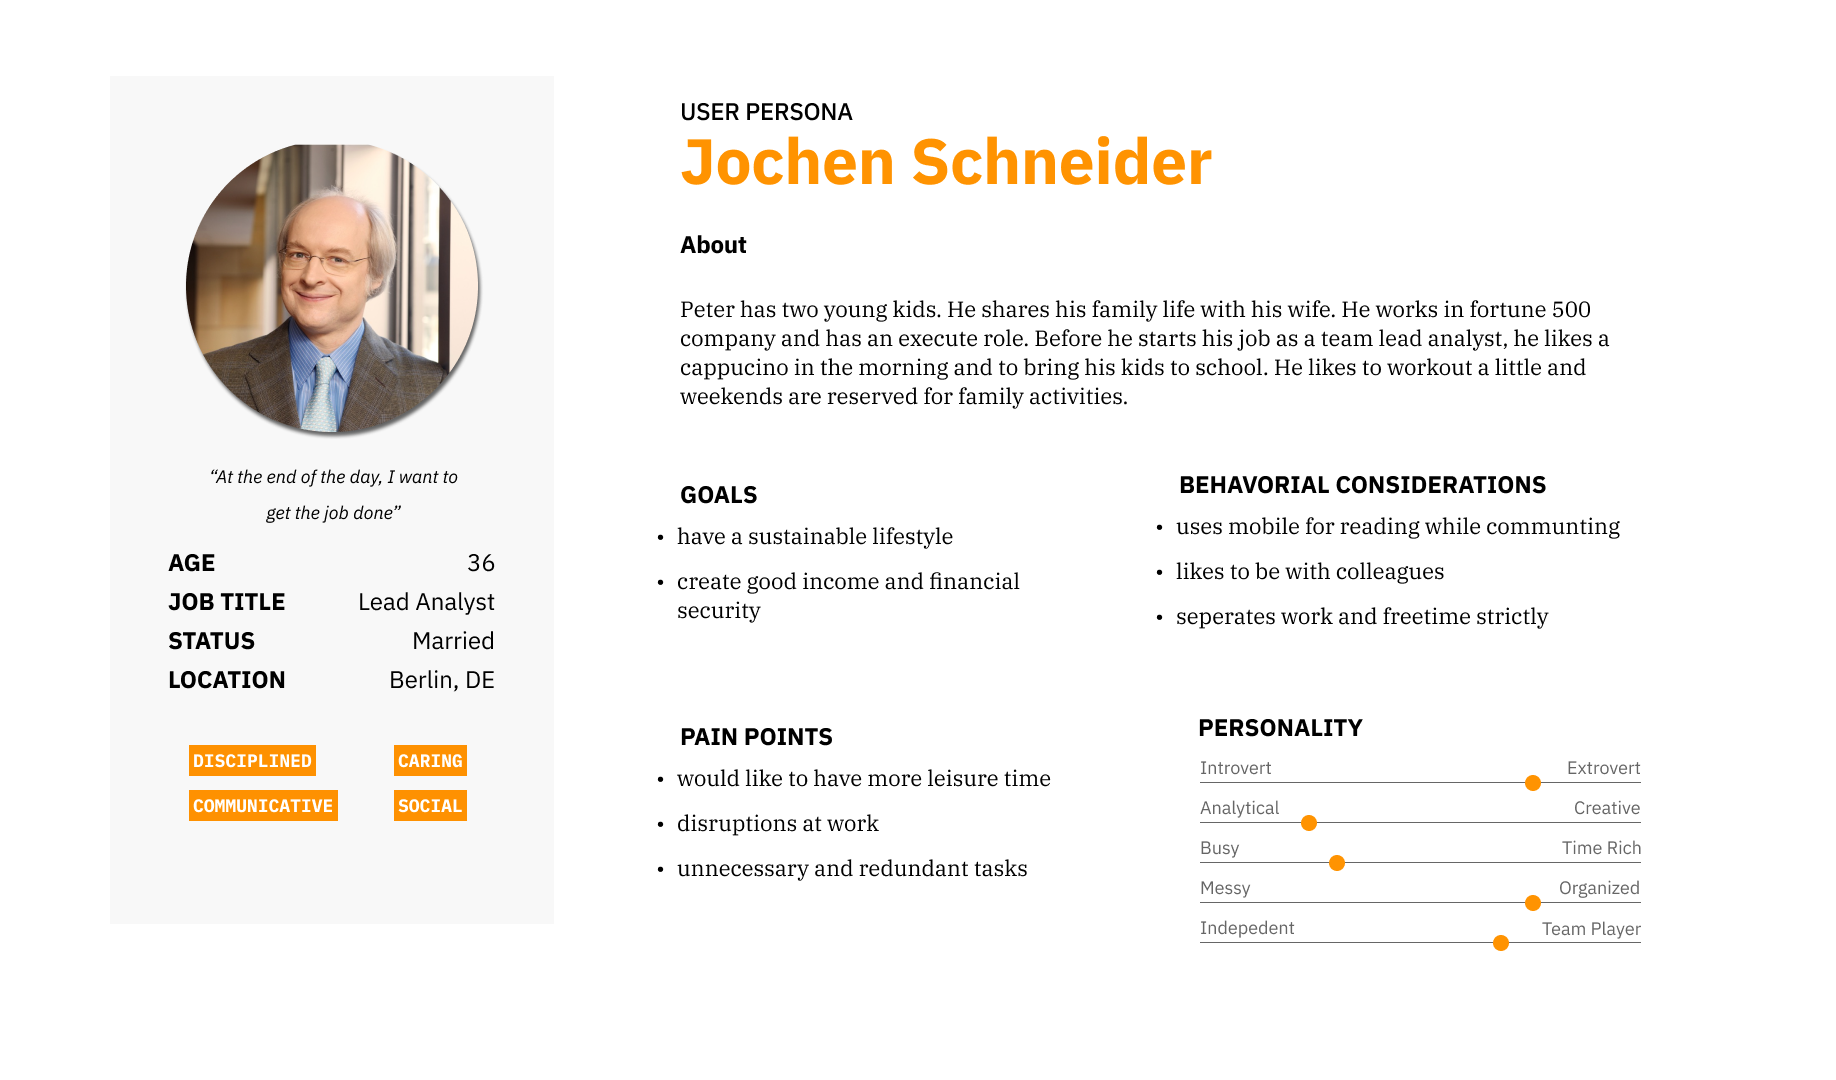 “At the end of the day, I want to
get the job done”
AGE 36
JOB TITLE Lead Analyst
STATUS Married
LOCATION Berlin, DE
DISCIPLINED CARING
COMMUNICATIVE SOCIAL
USER PERSONA
Jochen Schneider
About
Peter has two young kids. He shares his family life with his wife. He works in fortune 500
company and has an execute role. Before he starts his job as a team lead analyst, he likes a
cappucino in the morning and to bring his kids to school. He likes to workout a little and
weekends are reserved for family activities.
GOALS
• have a sustainable lifestyle
• create good income and financial
security
BEHAVORIAL CONSIDERATIONS
• uses mobile for reading while communting
• likes to be with colleagues
• seperates work and freetime strictly
PAIN POINTS
• would like to have more leisure time
• disruptions at work
• unnecessary and redundant tasks
PERSONALITY
Introvert Extrovert
Analytical Creative
Busy Time Rich
Messy Organized
Indepedent Team Player